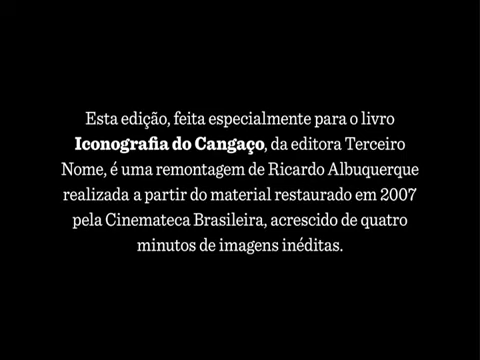 Esta edição, feita especialmente para o livro
Iconografia do Cangaço, da editora Terceiro
Nome, é uma remontagem de Ricardo Albuquerque
realizada a partir do material restaurado em 2007
pela Cinemateca Brasileira, acrescido de quatro
minutos de imagens inéditas.